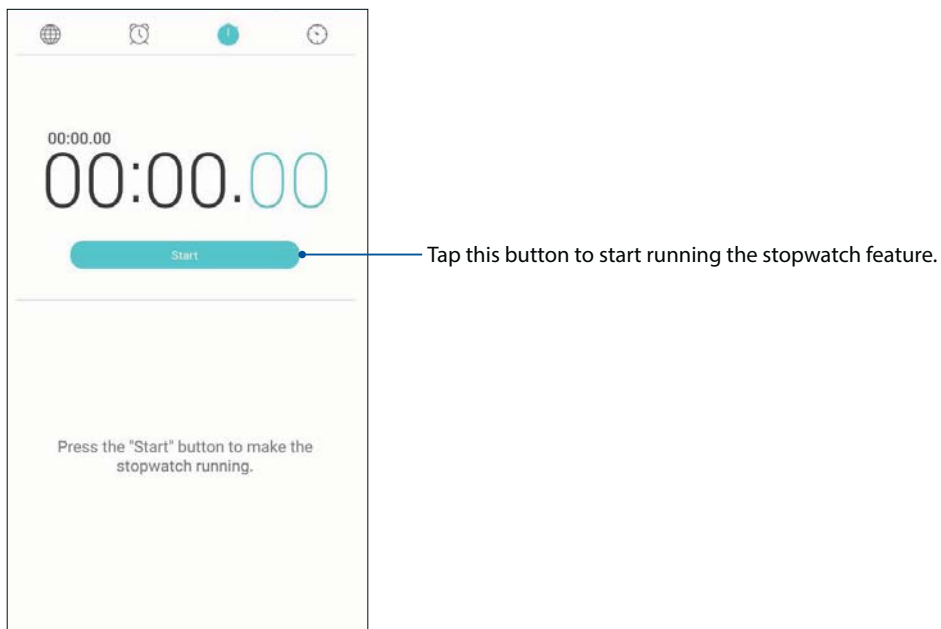 00:00.00
00:00.00
Start
Tap this button to start running the stopwatch feature.
Press the "Start" button to make the
stopwatch running.